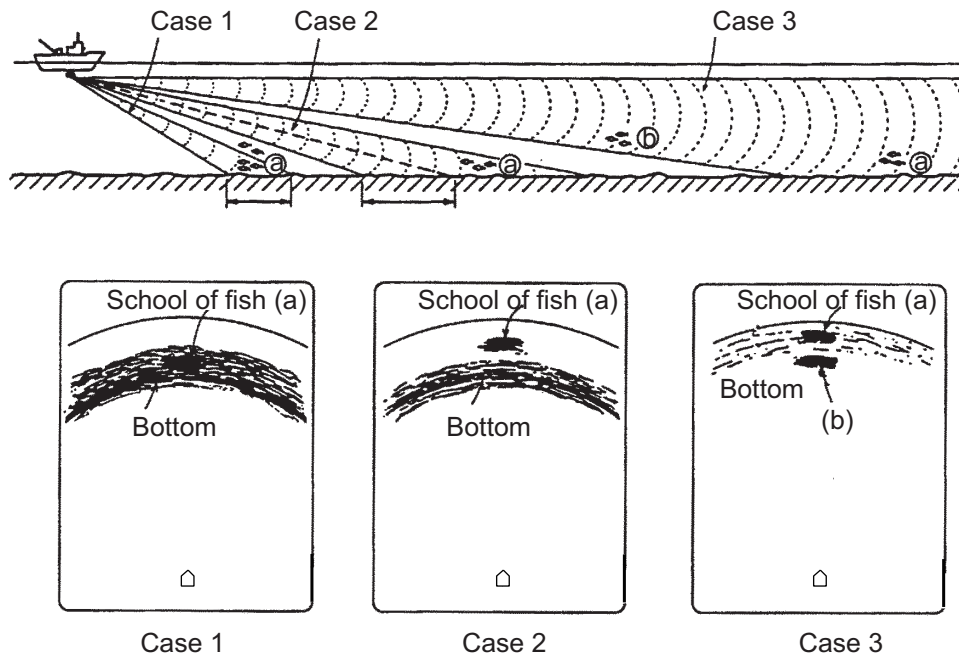 Case 1
Case 2
Case 3
b
a
a
a
School of fish (a)
Bottom
School of fish (a)
Bottom
School of fish (a)
Bottom
(b)
Case 1
Case 2
Case 3